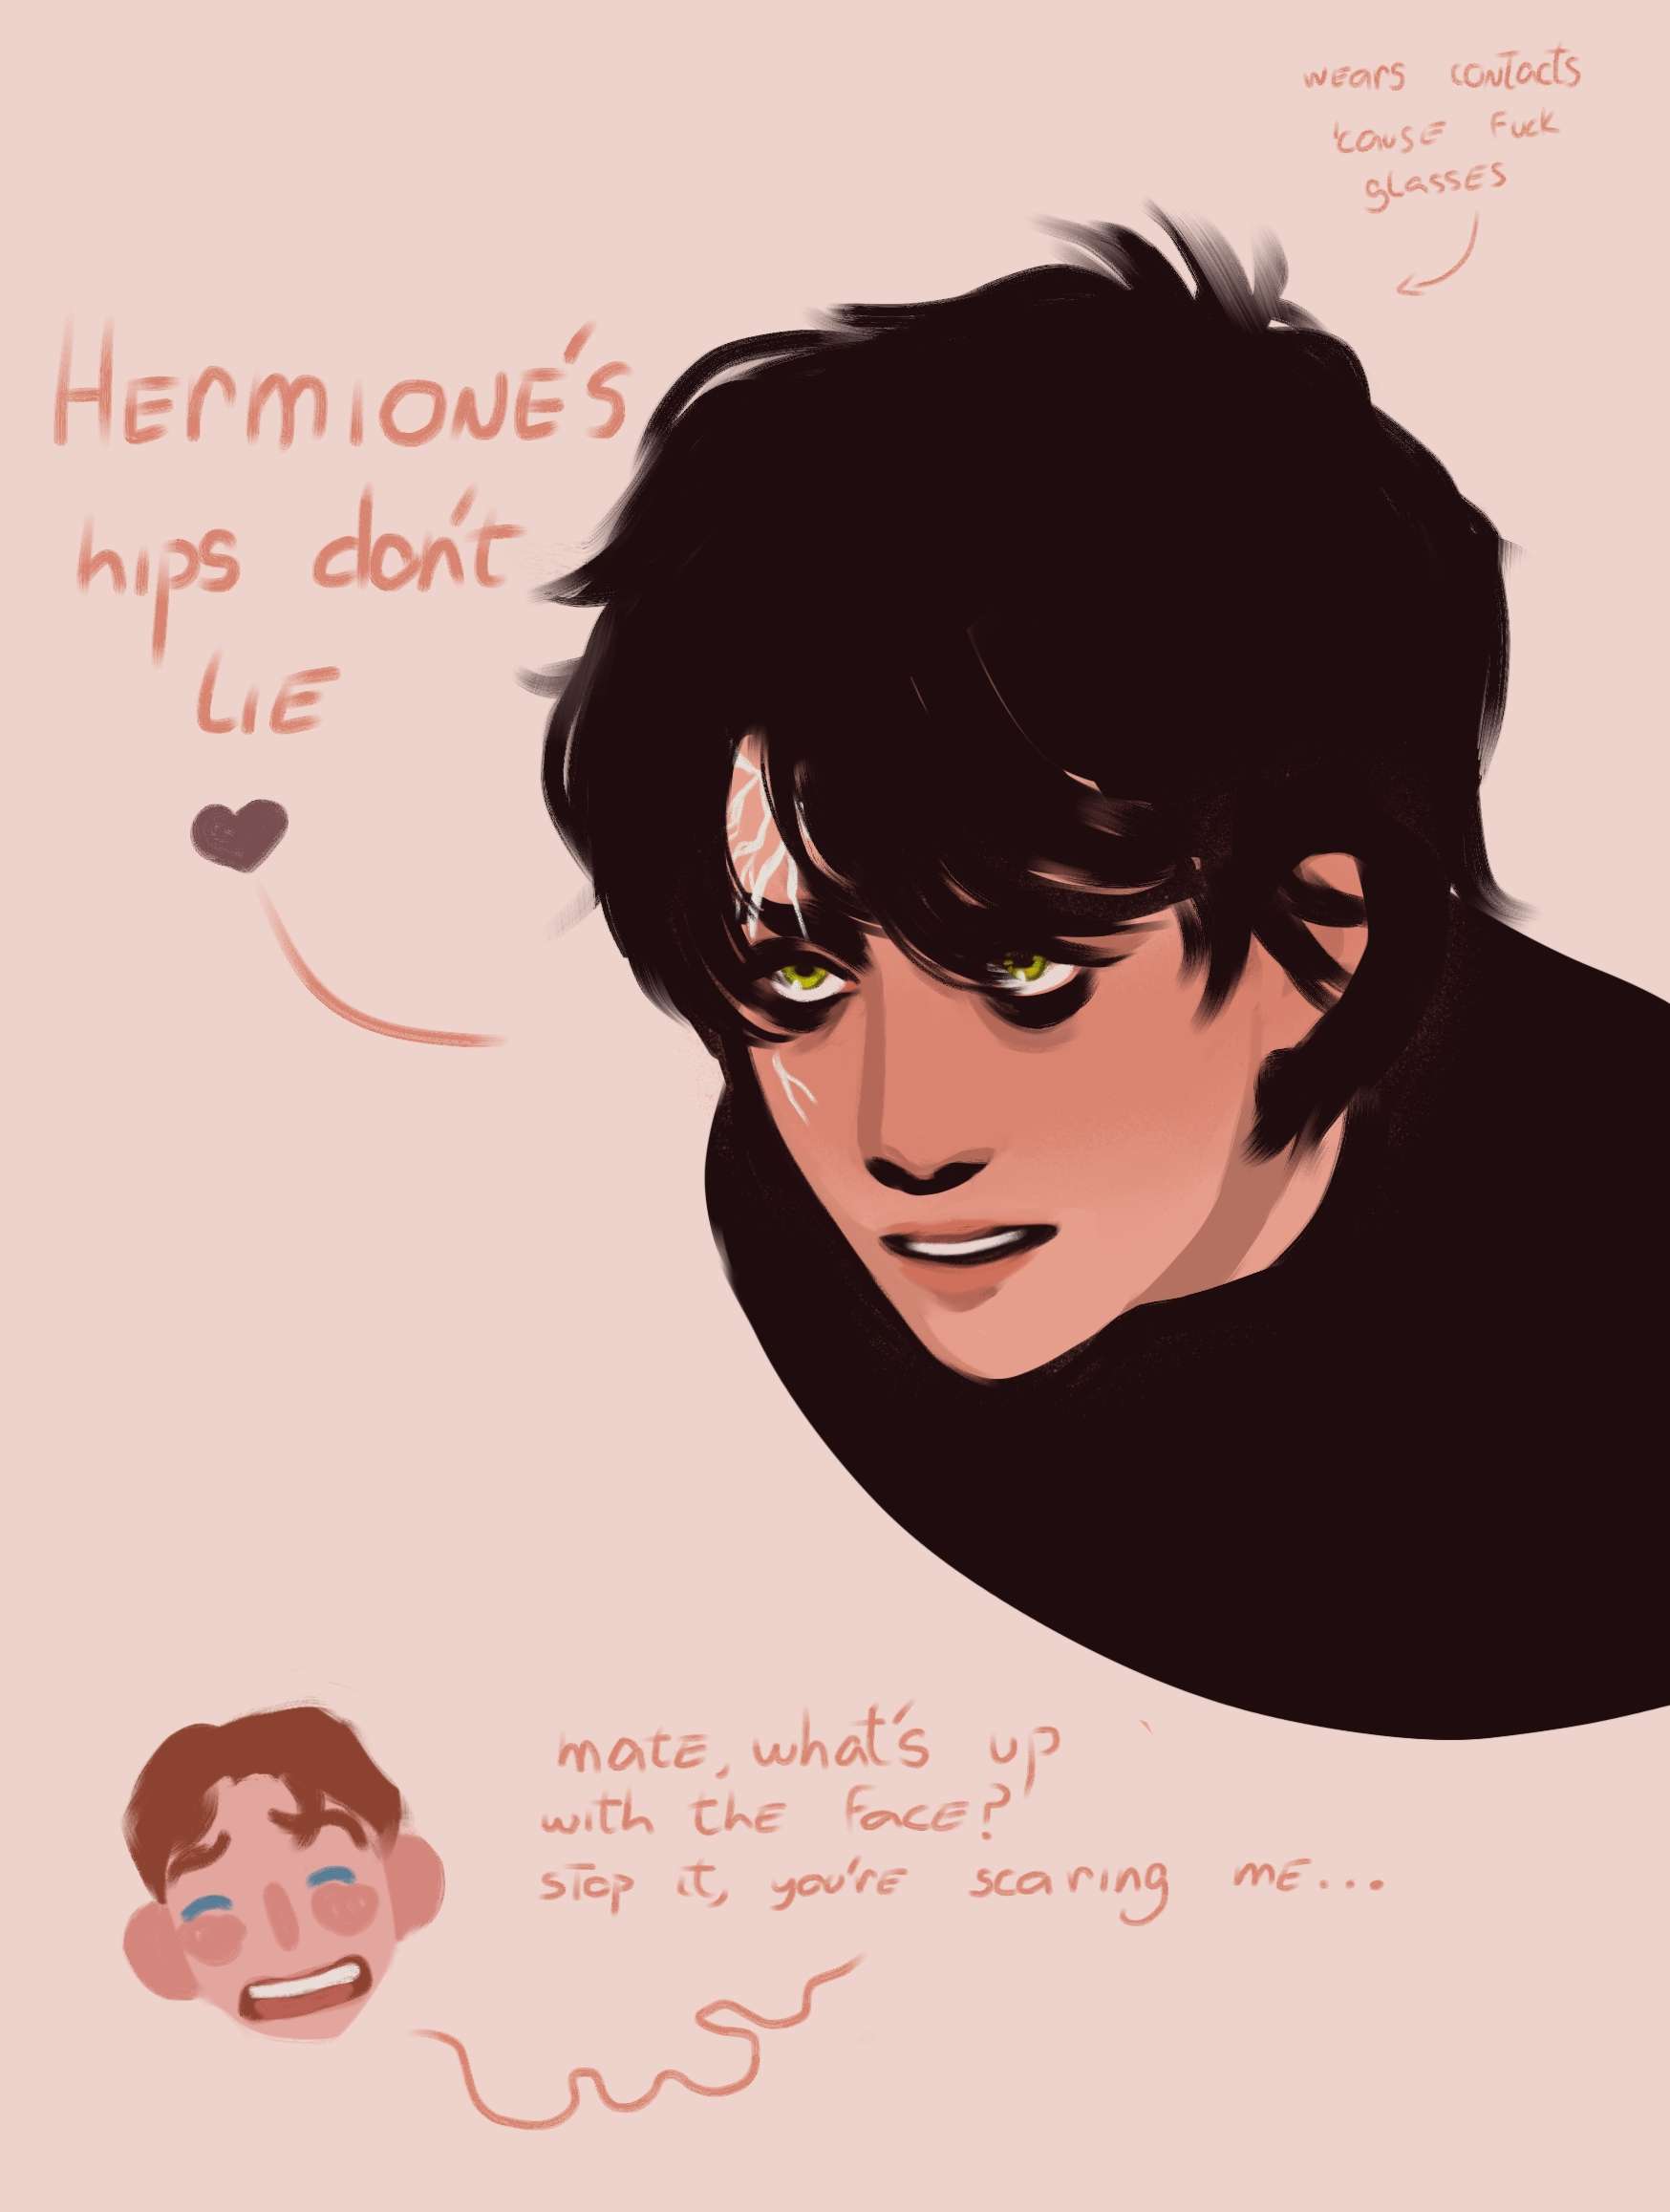 wears contacts
'cause Fuck
glasses
Hermione's
hips don't
Lie
mate, what's up
with the face?
stop it, you're scaring me...